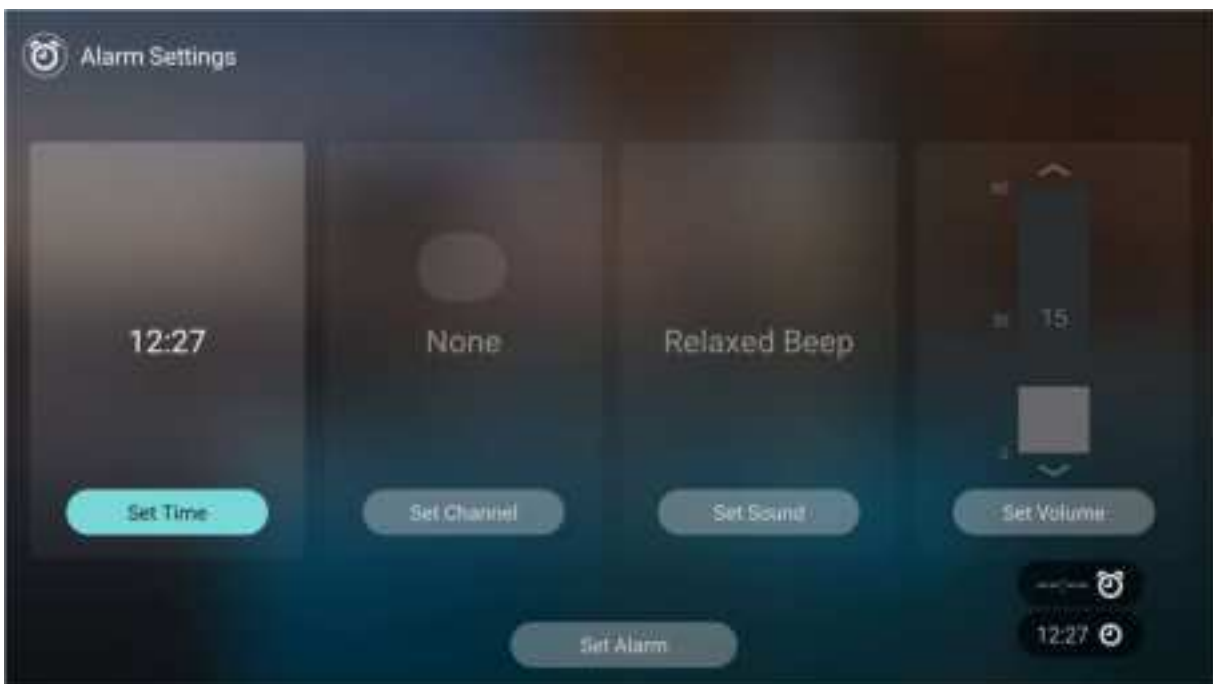 Alarm Settings
12:27
None
Relaxed Beep
15
Set Time
Set Channel
Set Sound
Set Volume
--:--
12:27
Set Alarm